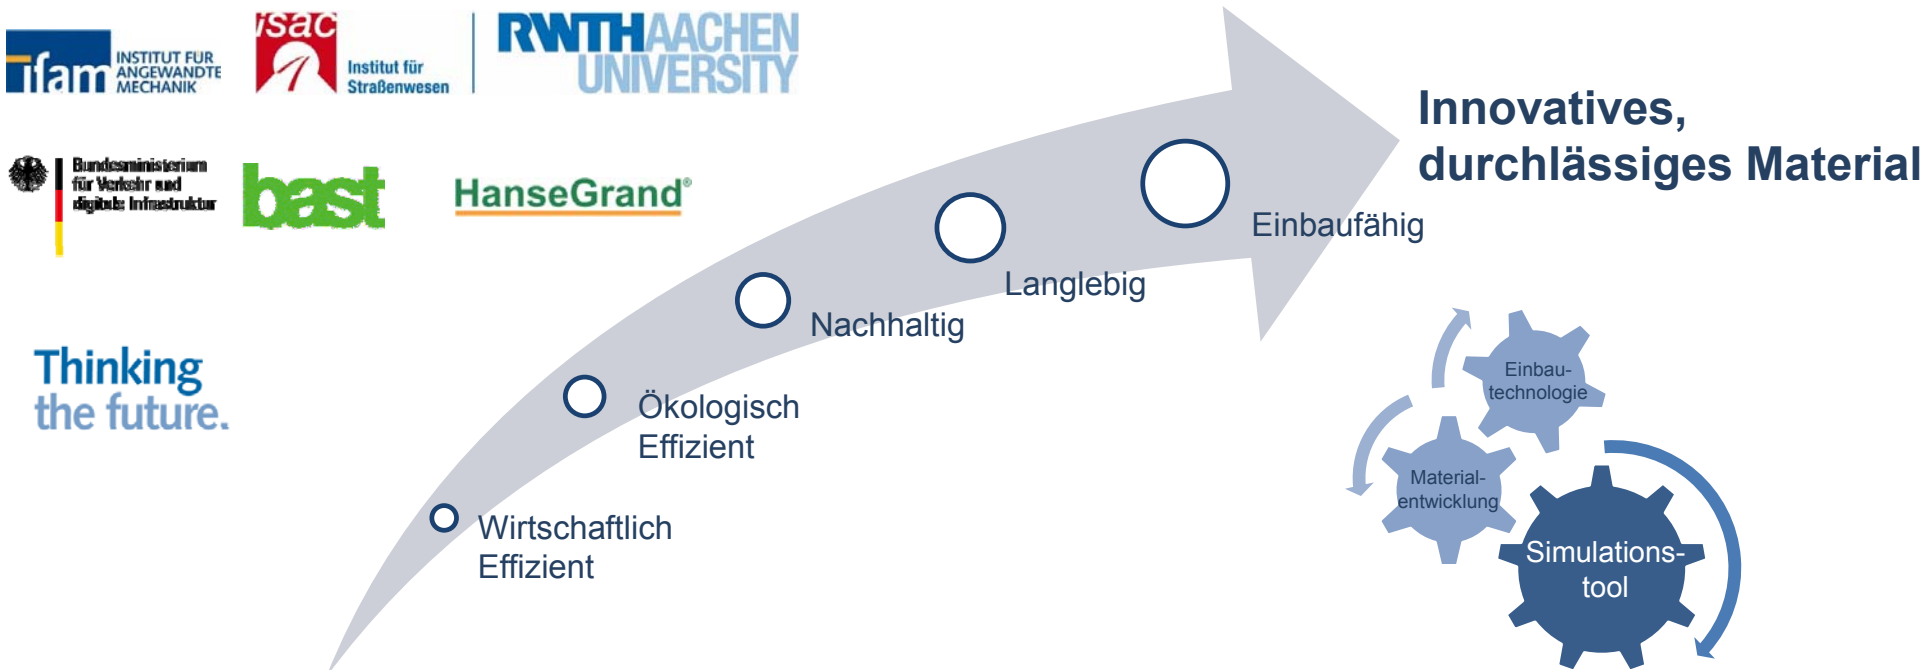 ifam
INSTITUT FÜR
ANGEWANDTE
MECHANIK
isac
Institut für
Straßenwesen
RWTHAACHEN
UNIVERSITY
Bundesministerium
für Verkehr und
digitale Infrastruktur
bast
HanseGrand®
Thinking
the future.
Innovatives,
durchlässiges Material
Einbaufähig
Langlebig
Nachhaltig
Ökologisch
Effizient
Wirtschaftlich
Effizient
Einbau-
technologie
Material-
entwicklung
Simulations-
tool